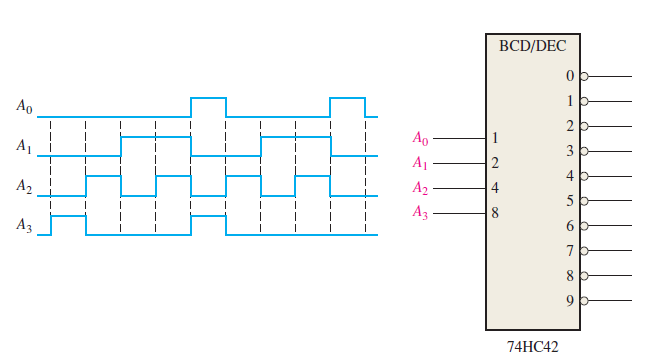 A₀
A₁
A₂
A₃
BCD/DEC
A₀ 1
A₁ 2
A₂ 4
A₃ 8
0
1
2
3
4
5
6
7
8
9
74HC42